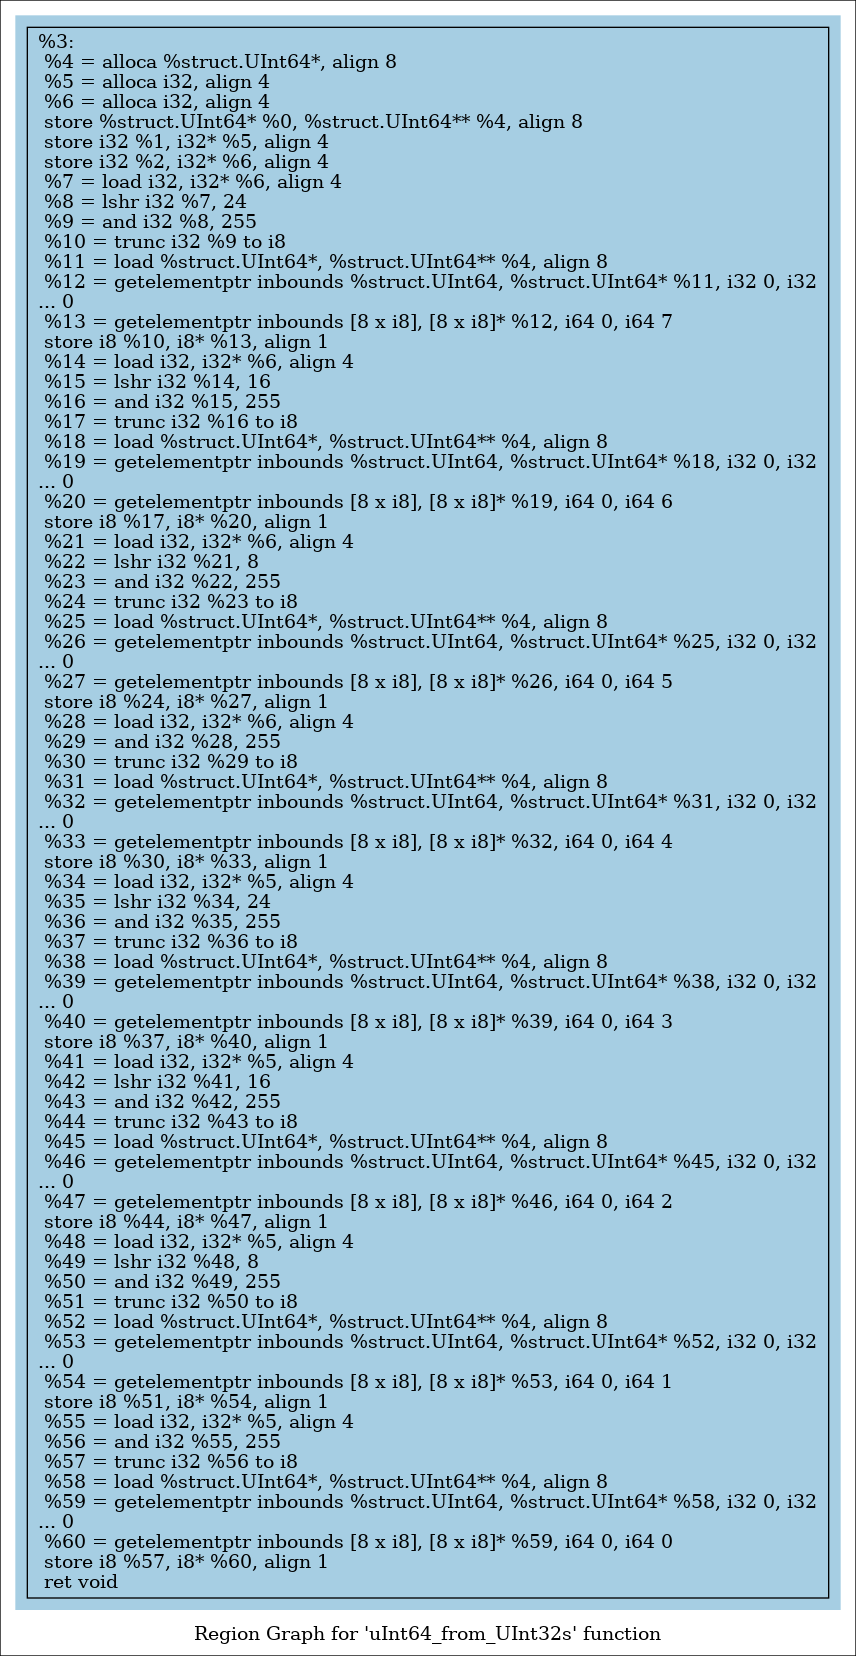 %3:
%4 = alloca %struct.UInt64*, align 8
%5 = alloca i32, align 4
%6 = alloca i32, align 4
store %struct.UInt64* %0, %struct.UInt64** %4, align 8
store i32 %1, i32* %5, align 4
store i32 %2, i32* %6, align 4
%7 = load i32, i32* %6, align 4
%8 = lshr i32 %7, 24
%9 = and i32 %8, 255
%10 = trunc i32 %9 to i8
%11 = load %struct.UInt64*, %struct.UInt64** %4, align 8
%12 = getelementptr inbounds %struct.UInt64, %struct.UInt64* %11, i32 0, i32
... 0
%13 = getelementptr inbounds [8 x i8], [8 x i8]* %12, i64 0, i64 7
store i8 %10, i8* %13, align 1
%14 = load i32, i32* %6, align 4
%15 = lshr i32 %14, 16
%16 = and i32 %15, 255
%17 = trunc i32 %16 to i8
%18 = load %struct.UInt64*, %struct.UInt64** %4, align 8
%19 = getelementptr inbounds %struct.UInt64, %struct.UInt64* %18, i32 0, i32
... 0
%20 = getelementptr inbounds [8 x i8], [8 x i8]* %19, i64 0, i64 6
store i8 %17, i8* %20, align 1
%21 = load i32, i32* %6, align 4
%22 = lshr i32 %21, 8
%23 = and i32 %22, 255
%24 = trunc i32 %23 to i8
%25 = load %struct.UInt64*, %struct.UInt64** %4, align 8
%26 = getelementptr inbounds %struct.UInt64, %struct.UInt64* %25, i32 0, i32
... 0
%27 = getelementptr inbounds [8 x i8], [8 x i8]* %26, i64 0, i64 5
store i8 %24, i8* %27, align 1
%28 = load i32, i32* %6, align 4
%29 = and i32 %28, 255
%30 = trunc i32 %29 to i8
%31 = load %struct.UInt64*, %struct.UInt64** %4, align 8
%32 = getelementptr inbounds %struct.UInt64, %struct.UInt64* %31, i32 0, i32
... 0
%33 = getelementptr inbounds [8 x i8], [8 x i8]* %32, i64 0, i64 4
store i8 %30, i8* %33, align 1
%34 = load i32, i32* %5, align 4
%35 = lshr i32 %34, 24
%36 = and i32 %35, 255
%37 = trunc i32 %36 to i8
%38 = load %struct.UInt64*, %struct.UInt64** %4, align 8
%39 = getelementptr inbounds %struct.UInt64, %struct.UInt64* %38, i32 0, i32
... 0
%40 = getelementptr inbounds [8 x i8], [8 x i8]* %39, i64 0, i64 3
store i8 %37, i8* %40, align 1
%41 = load i32, i32* %5, align 4
%42 = lshr i32 %41, 16
%43 = and i32 %42, 255
%44 = trunc i32 %43 to i8
%45 = load %struct.UInt64*, %struct.UInt64** %4, align 8
%46 = getelementptr inbounds %struct.UInt64, %struct.UInt64* %45, i32 0, i32
... 0
%47 = getelementptr inbounds [8 x i8], [8 x i8]* %46, i64 0, i64 2
store i8 %44, i8* %47, align 1
%48 = load i32, i32* %5, align 4
%49 = lshr i32 %48, 8
%50 = and i32 %49, 255
%51 = trunc i32 %50 to i8
%52 = load %struct.UInt64*, %struct.UInt64** %4, align 8
%53 = getelementptr inbounds %struct.UInt64, %struct.UInt64* %52, i32 0, i32
... 0
%54 = getelementptr inbounds [8 x i8], [8 x i8]* %53, i64 0, i64 1
store i8 %51, i8* %54, align 1
%55 = load i32, i32* %5, align 4
%56 = and i32 %55, 255
%57 = trunc i32 %56 to i8
%58 = load %struct.UInt64*, %struct.UInt64** %4, align 8
%59 = getelementptr inbounds %struct.UInt64, %struct.UInt64* %58, i32 0, i32
... 0
%60 = getelementptr inbounds [8 x i8], [8 x i8]* %59, i64 0, i64 0
store i8 %57, i8* %60, align 1
ret void
Region Graph for 'uInt64_from_UInt32s' function